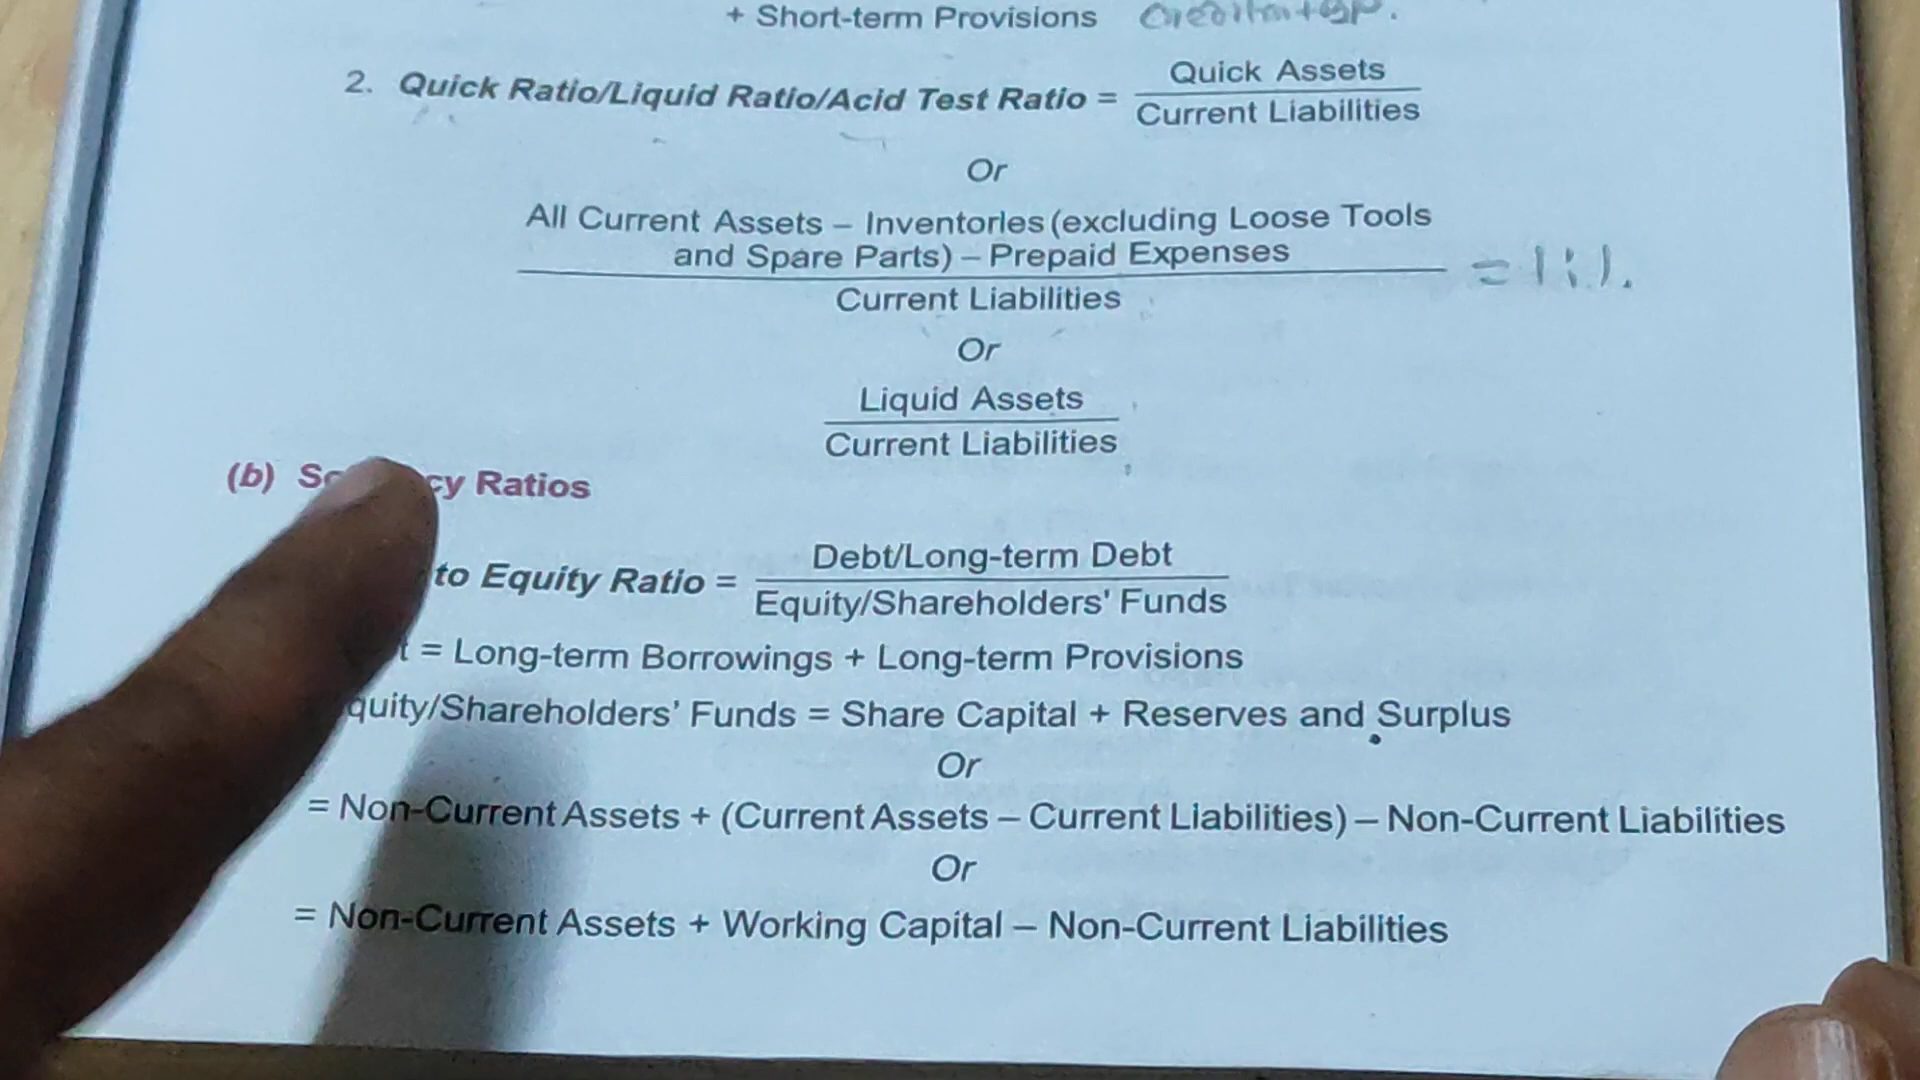 + Short-term Provisions
2. Quick Ratio/Liquid Ratio/Acid Test Ratio = Quick Assets
Current Liabilities
Or
All Current Assets – Inventories (excluding Loose Tools
and Spare Parts) – Prepaid Expenses
= 1:1.
Current Liabilities
Or
Liquid Assets
Current Liabilities
(b) Ratios
to Equity Ratio = Debt/Long-term Debt
Equity/Shareholders' Funds
= Long-term Borrowings + Long-term Provisions
quity/Shareholders' Funds = Share Capital + Reserves and Surplus
Or
= Non-Current Assets + (Current Assets – Current Liabilities) – Non-Current Liabilities
Or
= Non-Current Assets + Working Capital – Non-Current Liabilities